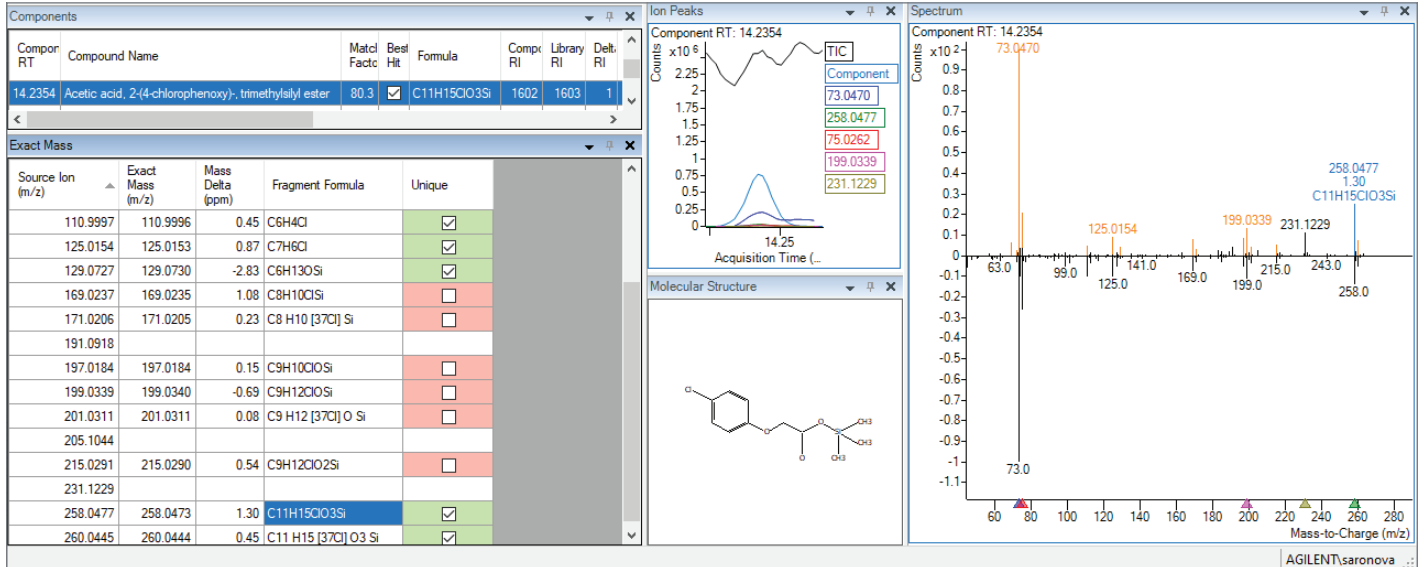 Components
Compor RT Compound Name Match Facto Best Hit Formula Compo RI Library RI Delta RI
14.2354 Acetic acid, 2-(4-chlorophenoxy)-, trimethylsilyl ester 80.3 C11H15ClO3Si 1602 1603 1
Exact Mass
Source Ion (m/z) Exact Mass (m/z) Mass Delta (ppm) Fragment Formula Unique
110.9997 110.9996 0.45 C6H4Cl
125.0154 125.0153 0.87 C7H6Cl
129.0727 129.0730 -2.83 C6H13OSi
169.0237 169.0235 1.08 C8H10ClSi
171.0206 171.0205 0.23 C8 H10 [37Cl] Si
191.0918
197.0184 197.0184 0.15 C9H10ClOSi
199.0339 199.0340 -0.69 C9H12ClOSi
201.0311 201.0311 0.08 C9 H12 [37Cl] O Si
205.1044
215.0291 215.0290 0.54 C9H12ClO2Si
231.1229
258.0477 258.0473 1.30 C11H15ClO3Si
260.0445 260.0444 0.45 C11 H15 [37Cl] O3 Si
Ion Peaks
Component RT: 14.2354
Counts
x10 6
2.25
2
1.75
1.5
1.25
1
0.75
0.5
0.25
0
14.25
Acquisition Time (...
TIC
Component
73.0470
258.0477
75.0262
199.0339
231.1229
Molecular Structure
Cl
O
O
O
Si
CH3
CH3
CH3
Spectrum
Component RT: 14.2354
Counts
x10 2
0.9
0.8
0.7
0.6
0.5
0.4
0.3
0.2
0.1
0
-0.1
-0.2
-0.3
-0.4
-0.5
-0.6
-0.7
-0.8
-0.9
-1
-1.1
73.0470
258.0477
1.30
C11H15ClO3Si
125.0154
199.0339
231.1229
63.0
99.0
125.0
141.0
169.0
199.0
215.0
243.0
258.0
73.0
60 80 100 120 140 160 180 200 220 240 260 280
Mass-to-Charge (m/z)
AGILENT\saronova